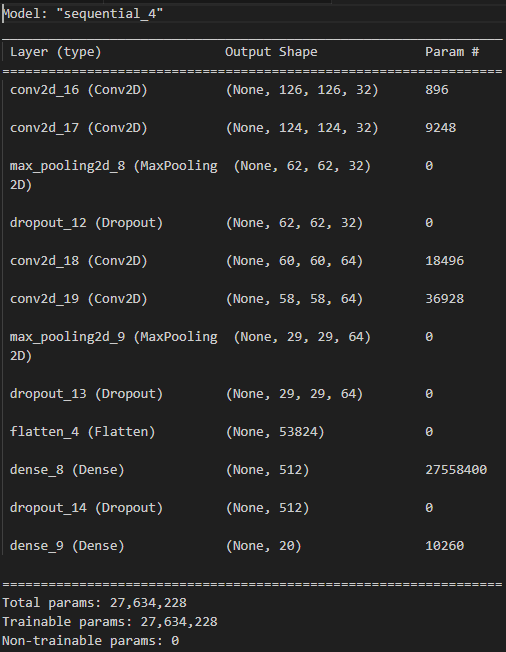 Model: "sequential_4"
_________________________________________________________________
Layer (type) Output Shape Param #
=================================================================
conv2d_16 (Conv2D) (None, 126, 126, 32) 896
conv2d_17 (Conv2D) (None, 124, 124, 32) 9248
max_pooling2d_8 (MaxPooling (None, 62, 62, 32) 0
2D)
dropout_12 (Dropout) (None, 62, 62, 32) 0
conv2d_18 (Conv2D) (None, 60, 60, 64) 18496
conv2d_19 (Conv2D) (None, 58, 58, 64) 36928
max_pooling2d_9 (MaxPooling (None, 29, 29, 64) 0
2D)
dropout_13 (Dropout) (None, 29, 29, 64) 0
flatten_4 (Flatten) (None, 53824) 0
dense_8 (Dense) (None, 512) 27558400
dropout_14 (Dropout) (None, 512) 0
dense_9 (Dense) (None, 20) 10260
=================================================================
Total params: 27,634,228
Trainable params: 27,634,228
Non-trainable params: 0